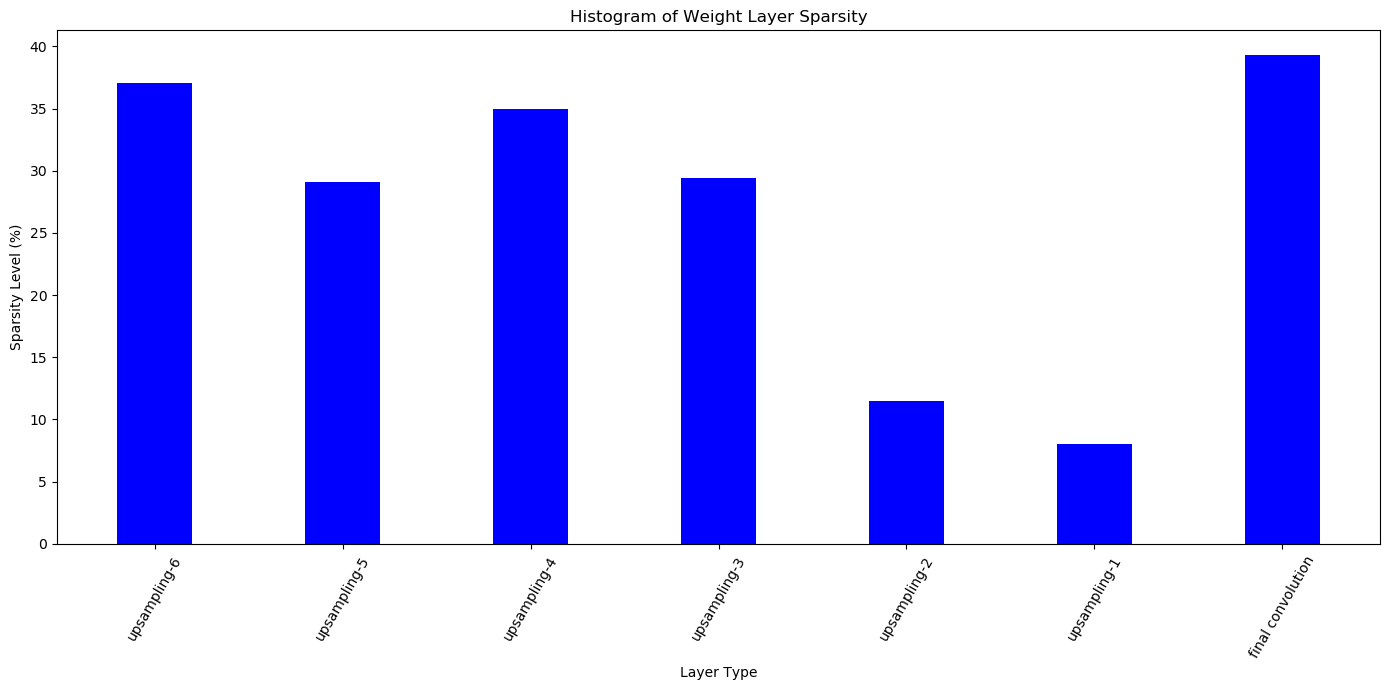 Histogram of Weight Layer Sparsity
Sparsity Level (%)
40
35
30
25
20
15
10
5
0
upsampling-6
upsampling-5
upsampling-4
upsampling-3
upsampling-2
upsampling-1
final convolution
Layer Type